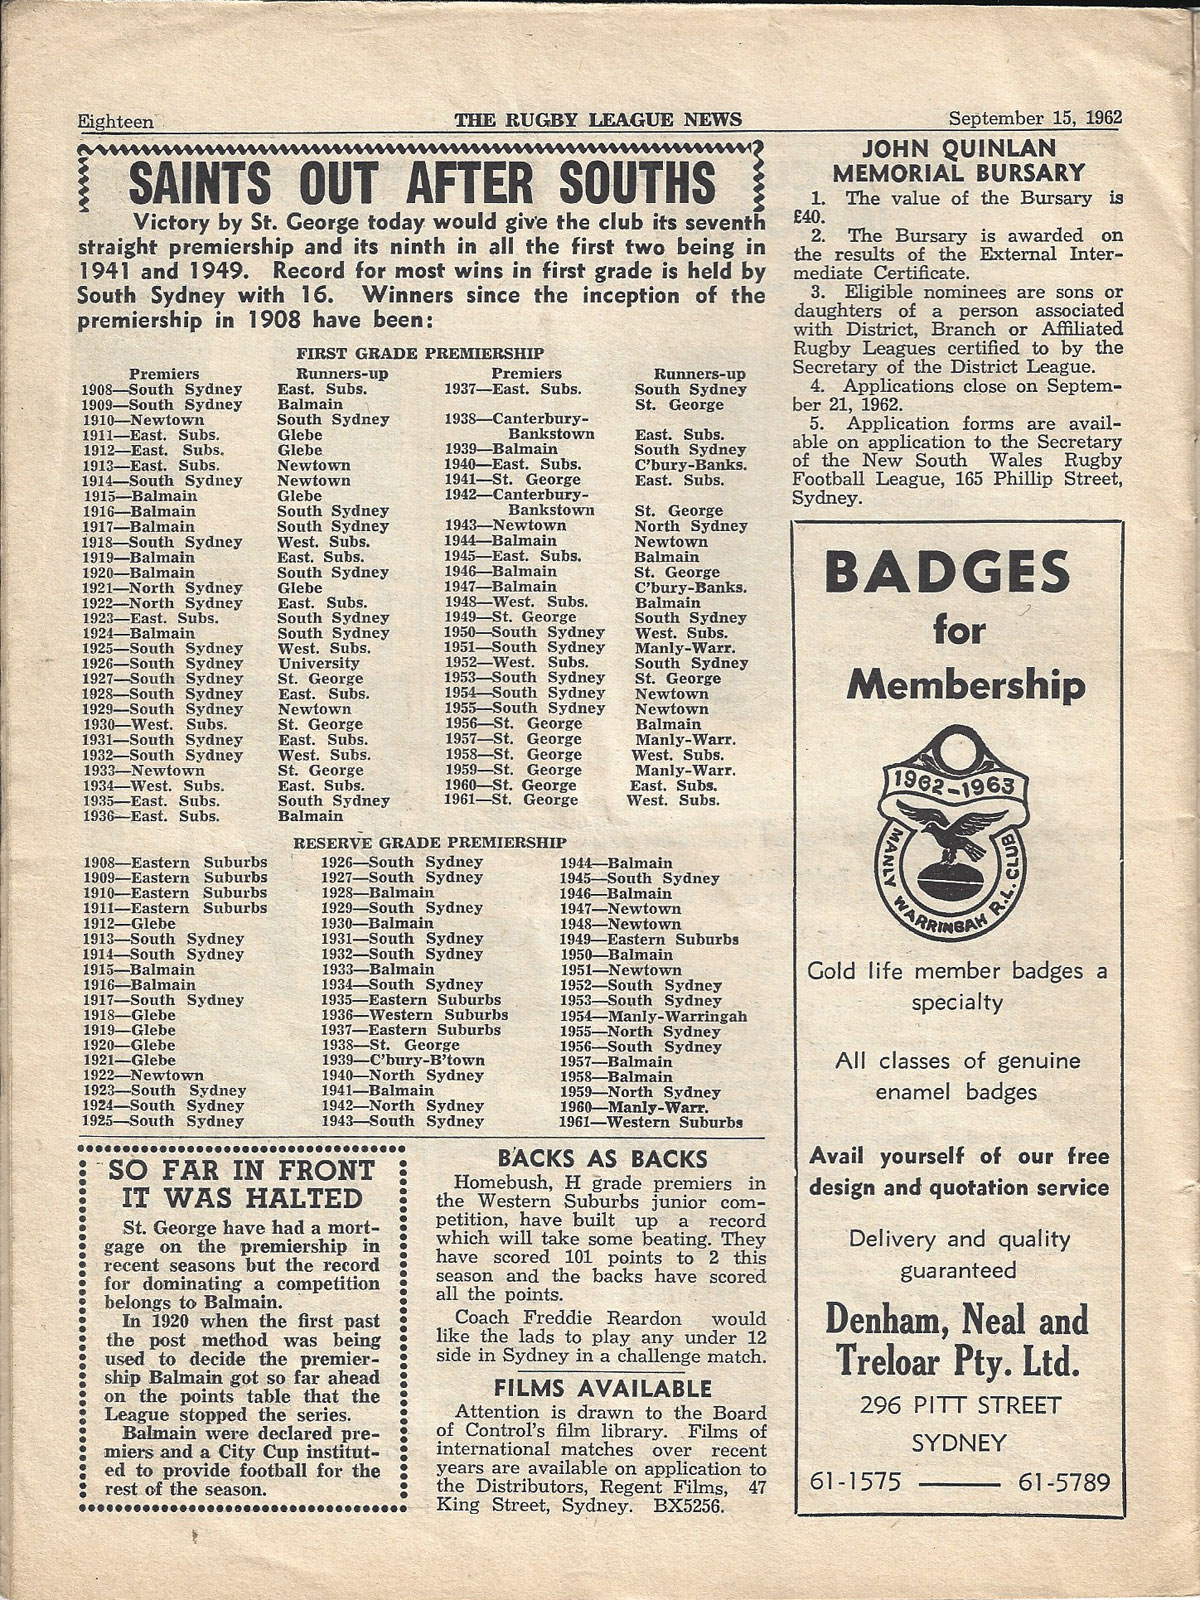 Eighteen THE RUGBY LEAGUE NEWS September 15, 1962
SAINTS OUT AFTER SOUTHS
Victory by St. George today would give the club its seventh
straight premiership and its ninth in all the first two being in
1941 and 1949. Record for most wins in first grade is held by
South Sydney with 16. Winners since the inception of the
premiership in 1908 have been:
FIRST GRADE PREMIERSHIP
Premiers Runners-up
1908—South Sydney East. Subs.
1909—South Sydney Balmain
1910—Newtown South Sydney
1911—East. Subs. Glebe
1912—East. Subs. Glebe
1913—East. Subs. Newtown
1914—South Sydney Newtown
1915—Balmain Glebe
1916—Balmain South Sydney
1917—Balmain South Sydney
1918—South Sydney West. Subs.
1919—Balmain East. Subs.
1920—Balmain South Sydney
1921—North Sydney Glebe
1922—North Sydney East. Subs.
1923—East. Subs. South Sydney
1924—Balmain South Sydney
1925—South Sydney West. Subs.
1926—South Sydney University
1927—South Sydney St. George
1928—South Sydney East. Subs.
1929—South Sydney Newtown
1930—West. Subs. St. George
1931—South Sydney East. Subs.
1932—South Sydney West. Subs.
1933—Newtown St. George
1934—West. Subs. East. Subs.
1935—East. Subs. South Sydney
1936—East. Subs. Balmain
Premiers Runners-up
1937—East. Subs. South Sydney
St. George
1938—Canterbury-
Bankstown East. Subs.
1939—Balmain South Sydney
1940—East. Subs. C'bury-Banks.
1941—St. George East. Subs.
1942—Canterbury-
Bankstown St. George
1943—Newtown North Sydney
1944—Balmain Newtown
1945—East. Subs. Balmain
1946—Balmain St. George
1947—Balmain C'bury-Banks.
1948—West. Subs. Balmain
1949—St. George South Sydney
1950—South Sydney West. Subs.
1951—South Sydney Manly-Warr.
1952—West. Subs. South Sydney
1953—South Sydney St. George
1954—South Sydney Newtown
1955—South Sydney Newtown
1956—St. George Balmain
1957—St. George Manly-Warr.
1958—St. George West. Subs.
1959—St. George Manly-Warr.
1960—St. George East. Subs.
1961—St. George West. Subs.
RESERVE GRADE PREMIERSHIP
1908—Eastern Suburbs
1909—Eastern Suburbs
1910—Eastern Suburbs
1911—Eastern Suburbs
1912—Glebe
1913—South Sydney
1914—South Sydney
1915—Balmain
1916—Balmain
1917—South Sydney
1918—Glebe
1919—Glebe
1920—Glebe
1921—Glebe
1922—Newtown
1923—South Sydney
1924—South Sydney
1925—South Sydney
1926—South Sydney
1927—South Sydney
1928—Balmain
1929—South Sydney
1930—Balmain
1931—South Sydney
1932—South Sydney
1933—Balmain
1934—South Sydney
1935—Eastern Suburbs
1936—Western Suburbs
1937—Eastern Suburbs
1938—St. George
1939—C'bury-B'town
1940—North Sydney
1941—Balmain
1942—North Sydney
1943—South Sydney
1944—Balmain
1945—South Sydney
1946—Balmain
1947—Newtown
1948—Newtown
1949—Eastern Suburbs
1950—Balmain
1951—Newtown
1952—South Sydney
1953—South Sydney
1954—Manly-Warringah
1955—North Sydney
1956—South Sydney
1957—Balmain
1958—Balmain
1959—North Sydney
1960—Manly-Warr.
1961—Western Suburbs
SO FAR IN FRONT
IT WAS HALTED
St. George have had a mort-
gage on the premiership in
recent seasons but the record
for dominating a competition
belongs to Balmain.
In 1920 when the first past
the post method was being
used to decide the premier-
ship Balmain got so far ahead
on the points table that the
League stopped the series.
Balmain were declared pre-
miers and a City Cup institut-
ed to provide football for the
rest of the season.
BACKS AS BACKS
Homebush, H grade premiers in
the Western Suburbs junior com-
petition, have built up a record
which will take some beating. They
have scored 101 points to 2 this
season and the backs have scored
all the points.
Coach Freddie Reardon would
like the lads to play any under 12
side in Sydney in a challenge match.
FILMS AVAILABLE
Attention is drawn to the Board
of Control's film library. Films of
international matches over recent
years are available on application to
the Distributors, Regent Films, 47
King Street, Sydney. BX5256.
JOHN QUINLAN
MEMORIAL BURSARY
1. The value of the Bursary is
£40.
2. The Bursary is awarded on
the results of the External Inter-
mediate Certificate.
3. Eligible nominees are sons or
daughters of a person associated
with District, Branch or Affiliated
Rugby Leagues certified to by the
Secretary of the District League.
4. Applications close on Septem-
ber 21, 1962.
5. Application forms are avail-
able on application to the Secretary
of the New South Wales Rugby
Football League, 165 Phillip Street,
Sydney.
BADGES
for
Membership
1962-1963
MANLY WARRINGAH R.L. CLUB
Gold life member badges a
specialty
All classes of genuine
enamel badges
Avail yourself of our free
design and quotation service
Delivery and quality
guaranteed
Denham, Neal and
Treloar Pty. Ltd.
296 PITT STREET
SYDNEY
61-1575 —— 61-5789